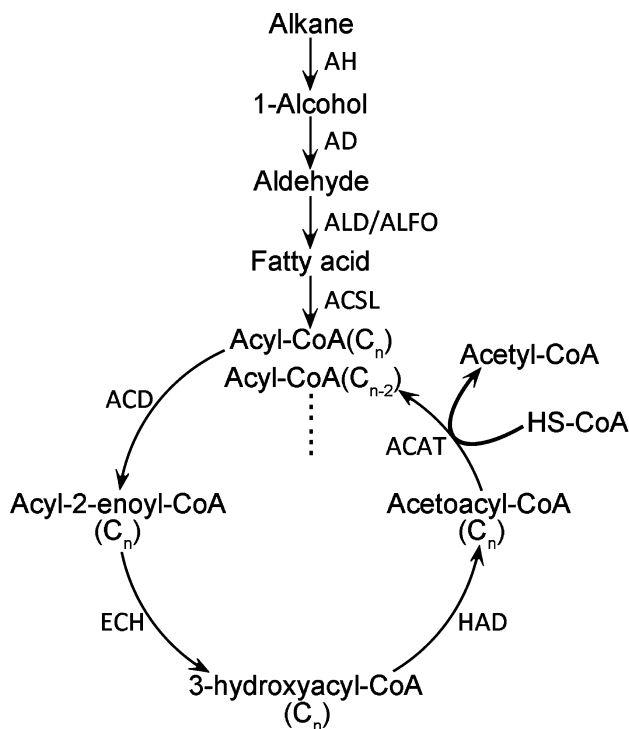 Alkane
AH
1-Alcohol
AD
Aldehyde
ALD/ALFO
Fatty acid
ACSL
Acyl-CoA(Cn)
Acetyl-CoA
Acyl-CoA(Cn-2)
ACD
HS-CoA
ACAT
Acyl-2-enoyl-CoA
(Cn)
Acetoacyl-CoA
(Cn)
ECH
HAD
3-hydroxyacyl-CoA
(Cn)